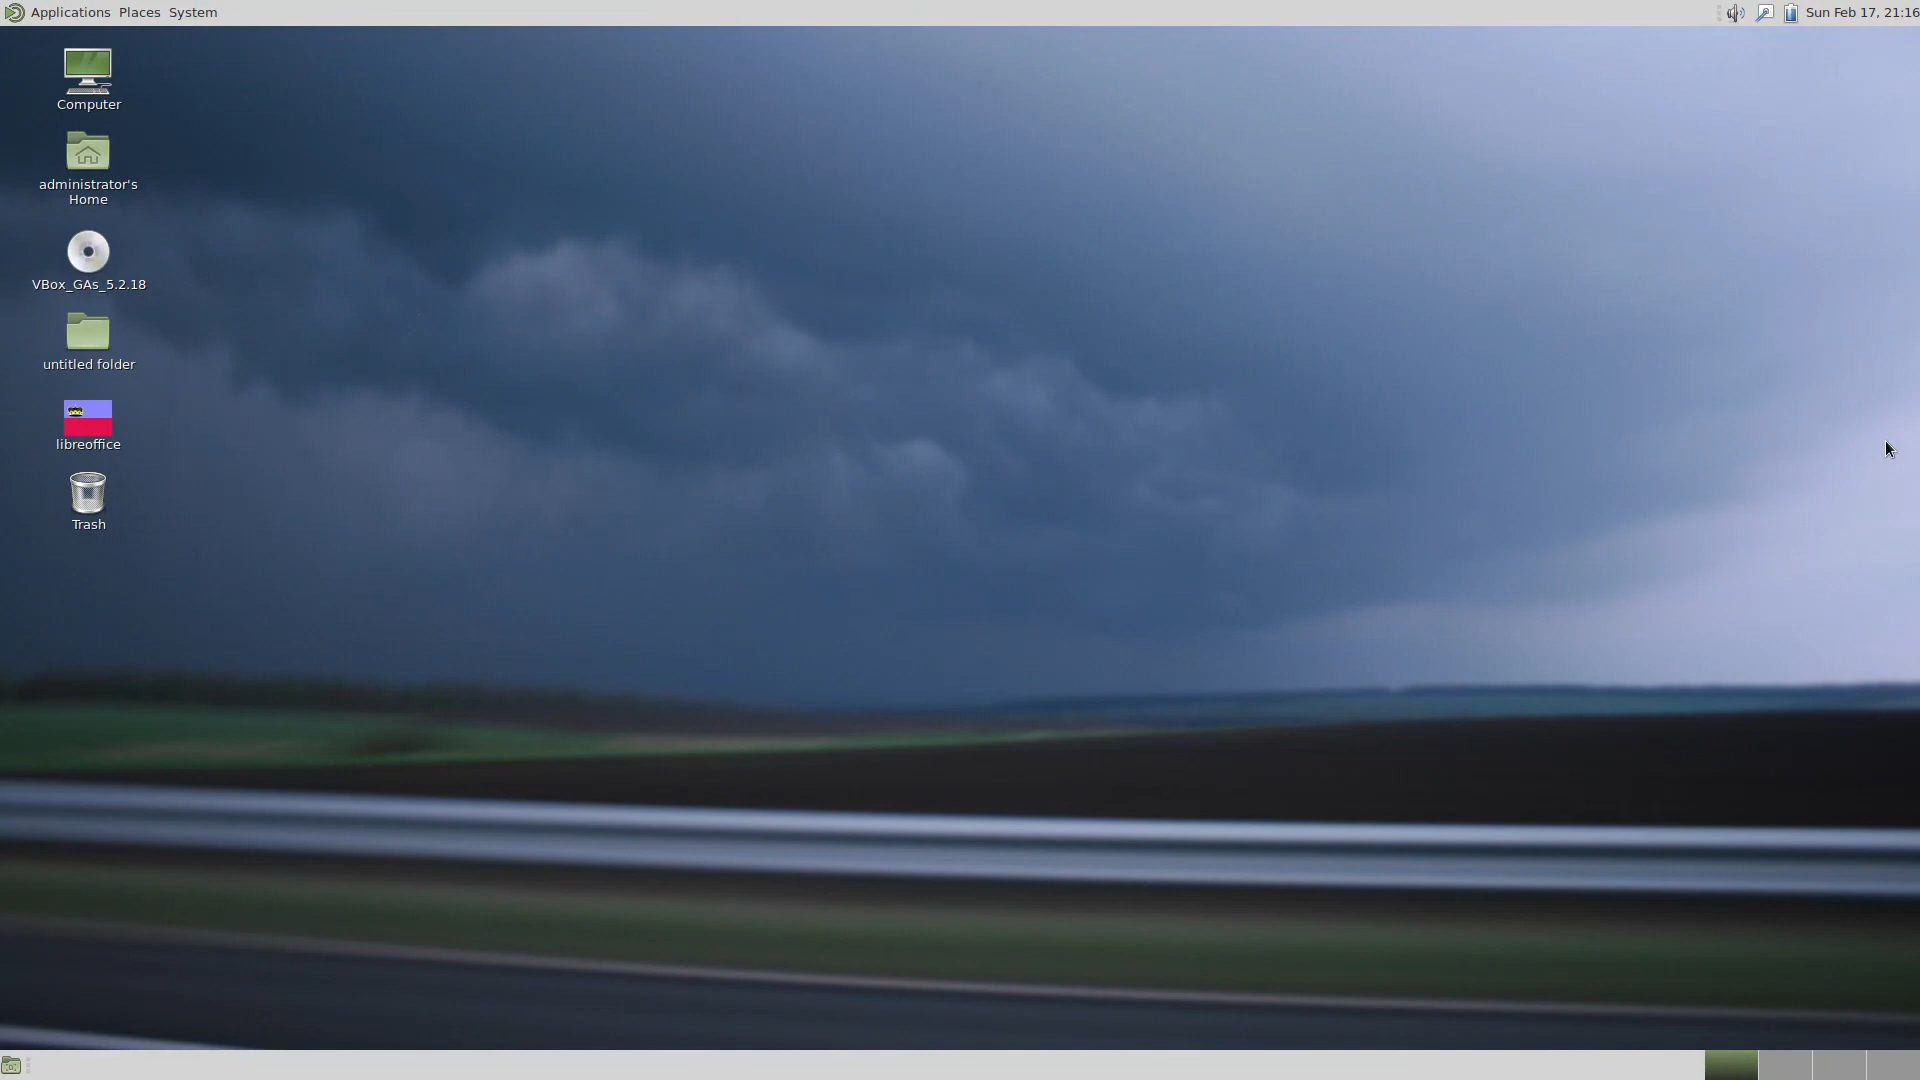 Applications Places System
Sun Feb 17, 21:16
Computer
administrator's
Home
VBox_GAs_5.2.18
untitled folder
libreoffice
Trash